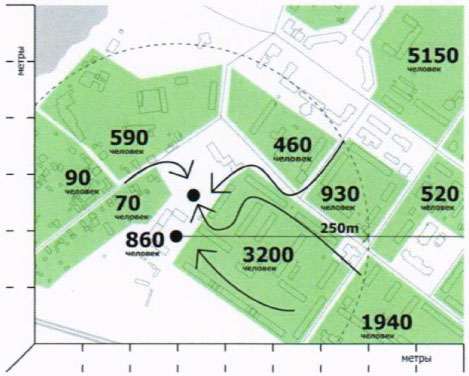 метры
5150
человек
590
человек
460
человек
90
человек
70
человек
930
человек
520
человек
860
человек
250m
3200
человек
1940
человек
метры